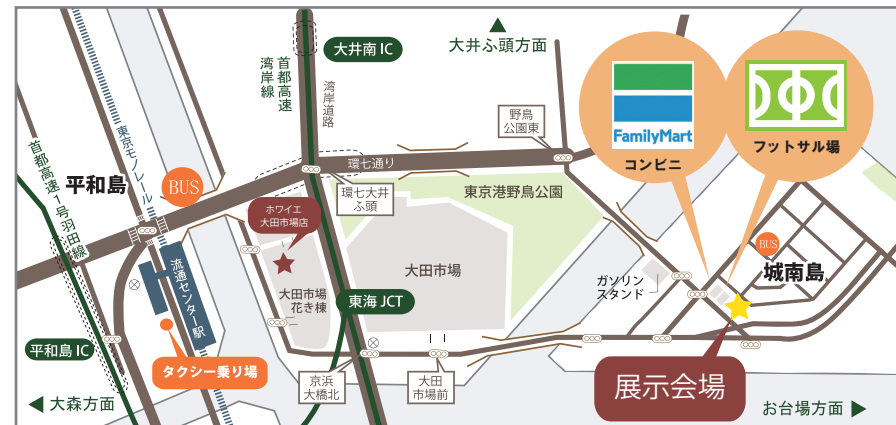 大井南 IC
大井ふ頭方面
首都高速
湾岸線
湾岸道路
野鳥
公園東
FamilyMart
コンビニ
フットサル場
首都高速1号羽田線
東京モノレール
平和島
BUS
環七通り
環七大井
ふ頭
東京港野鳥公園
ホワイエ
大田市場店
大田市場
花き棟
大田市場
ガソリン
スタンド
BUS
城南島
流通センター駅
東海 JCT
平和島 IC
タクシー乗り場
京浜
大橋北
大田
市場前
展示会場
大森方面
お台場方面